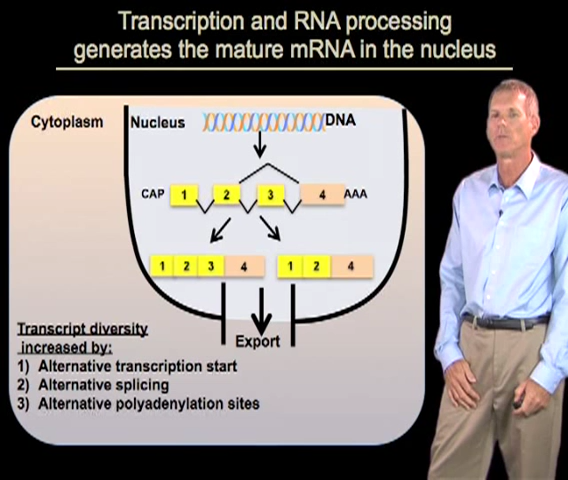 Transcription and RNA processing
generates the mature mRNA in the nucleus
Cytoplasm
Nucleus
DNA
CAP 1 2 3 4 AAA
1 2 3 4
1 2 4
Export
Transcript diversity
increased by:
1) Alternative transcription start
2) Alternative splicing
3) Alternative polyadenylation sites